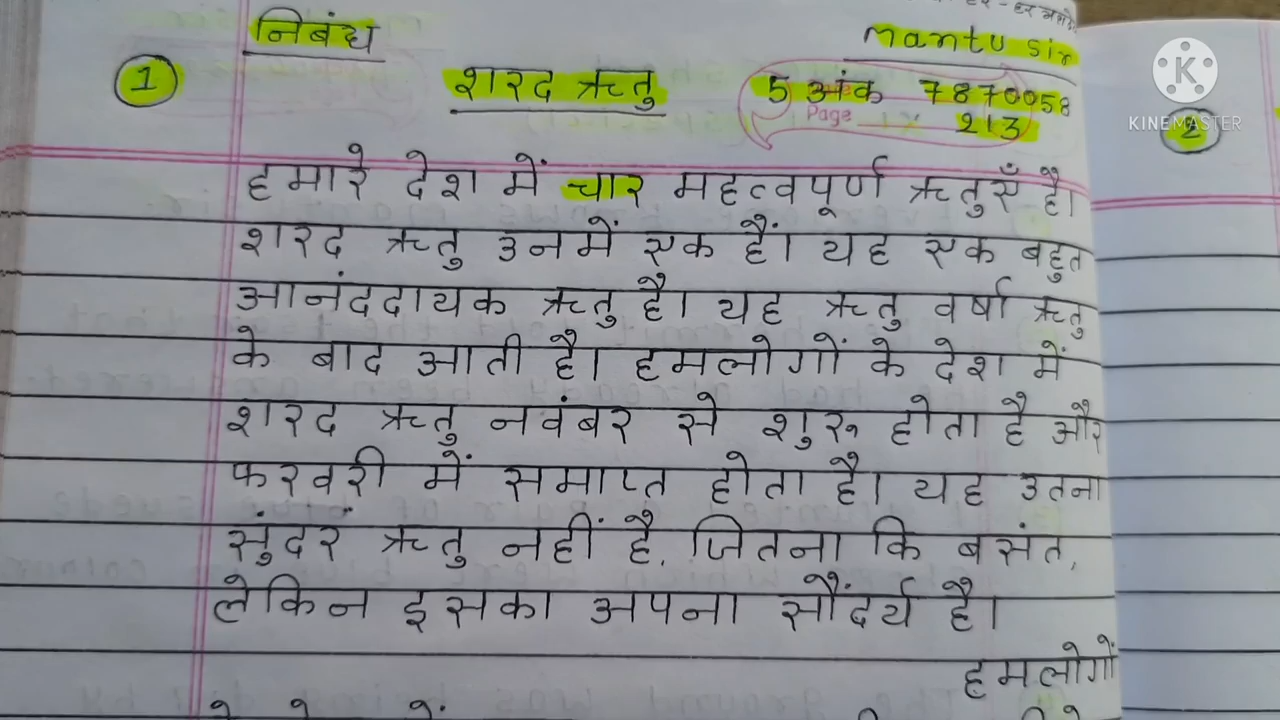 निबंध
mantu sir
1
शरद ऋतु
5 अंक 7870058
Page
213
K
KINEMASTER
2
हमारे देश में चार महत्वपूर्ण ऋतुएँ है।
शरद ऋतु उनमें एक हैं। यह एक बहुत
आनंददायक ऋतु है। यह ऋतु वर्षा ऋतु
के बाद आती है। हमलोगों के देश में
शरद ऋतु नवंबर से शुरू होता है और
फरवरी में समाप्त होता है। यह उतना
सुंदर ऋतु नहीं है, जितना कि बसंत,
लेकिन इसका अपना सौंदर्य है।
हमलोगों